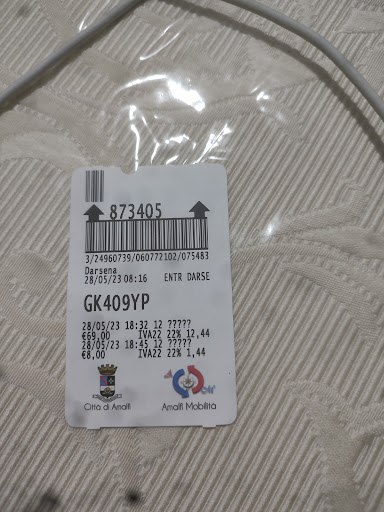 873405
3/24960739/060772102/075483
Darsena
28/05/23 08:16 ENTR DARSE
GK409YP
28/05/23 18:32 12 ?????
€69,00 IVA22 22% 12,44
28/05/23 18:45 12 ?????
€8,00 IVA22 22% 1,44
Città di Amalfi
Amalfi Mobilità